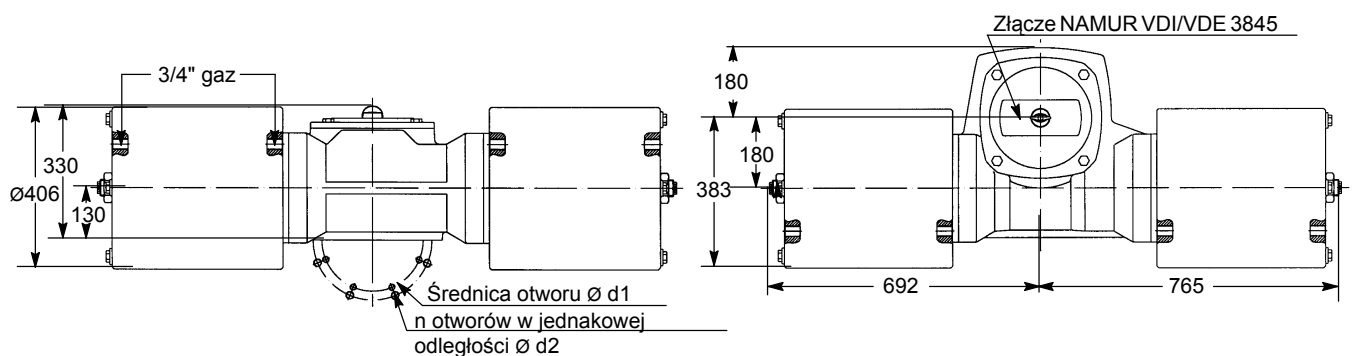 Złącze NAMUR VDI/VDE 3845
3/4" gaz
330
Ø406
130
Średnica otworu Ø d1
n otworów w jednakowej
odległości Ø d2
180
180
383
692
765